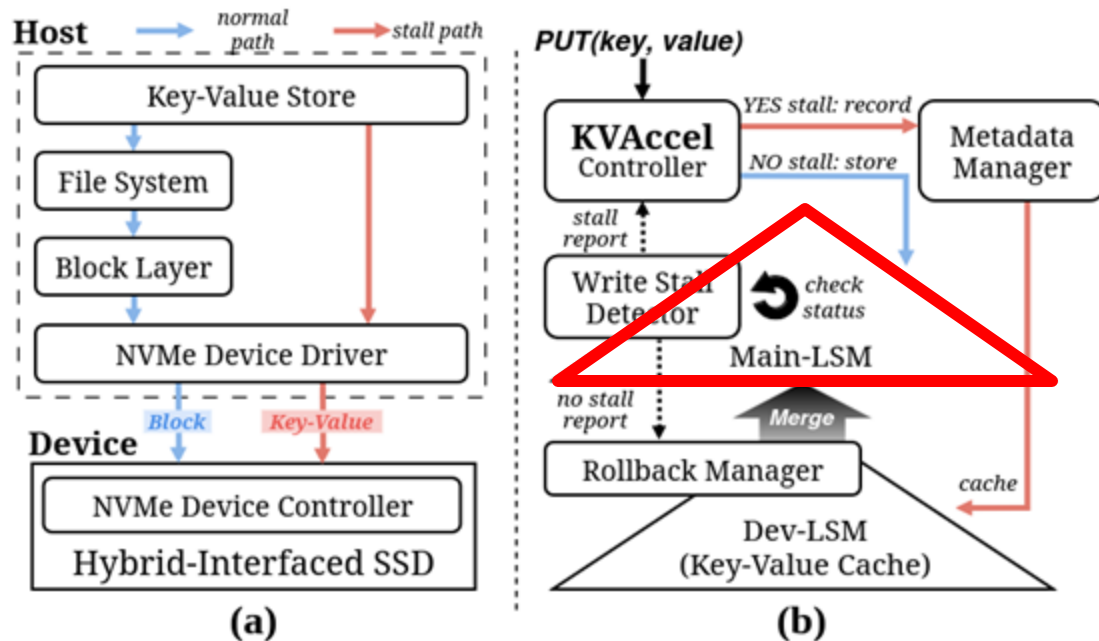 Host
normal
path
stall path
Key-Value Store
File System
Block Layer
NVMe Device Driver
Block
Key-Value
Device
NVMe Device Controller
Hybrid-Interfaced SSD
(a)
PUT(key, value)
KVAccel
Controller
YES stall: record
NO stall: store
Metadata
Manager
stall
report
Write Stall
Detector
check
status
Main-LSM
no stall
report
Merge
Rollback Manager
cache
Dev-LSM
(Key-Value Cache)
(b)